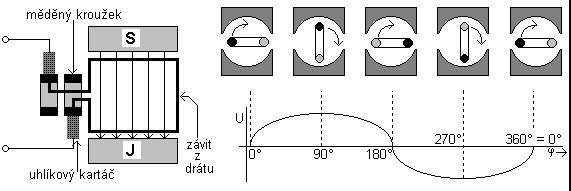 měděný kroužek
S
J
uhlíkový kartáč
závit
z
drátu
U
0°
90°
180°
270°
360° = 0°
φ